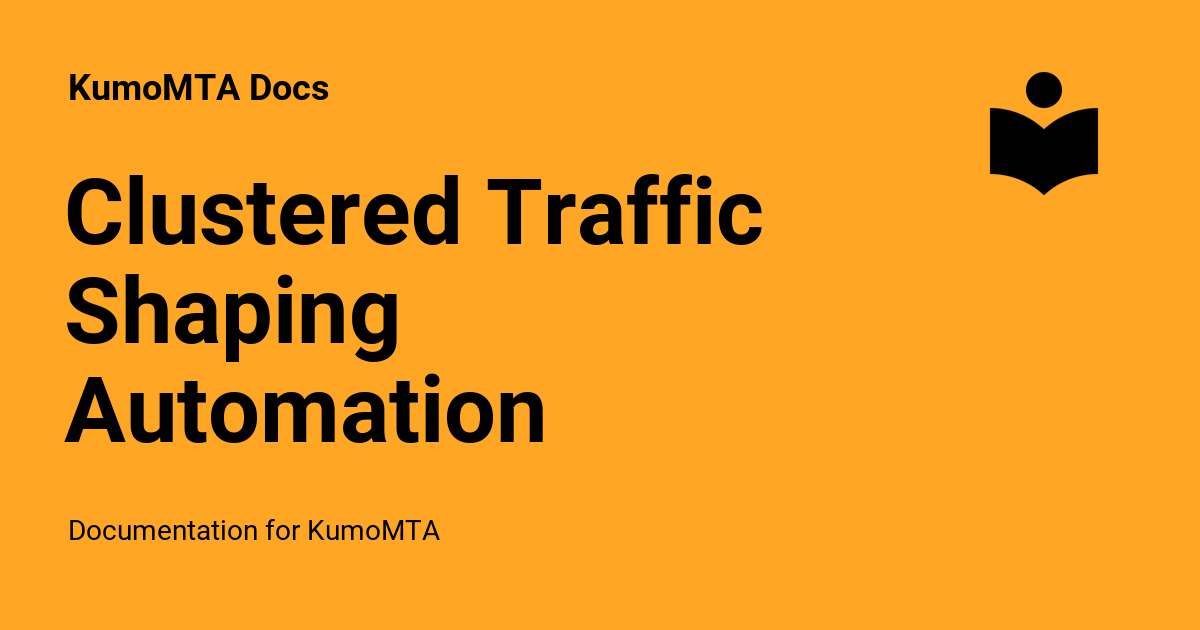 KumoMTA Docs
Clustered Traffic
Shaping
Automation
Documentation for KumoMTA